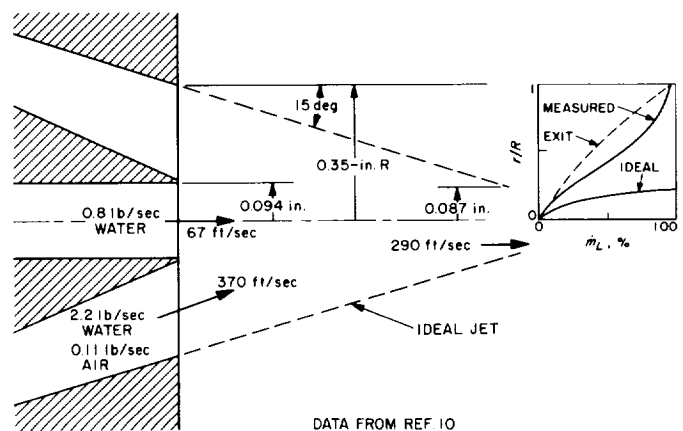 15 deg
0.35-in. R
0.094 in.
0.087 in.
0.8 lb/sec
WATER
67 ft/sec
290 ft/sec
370 ft/sec
2.2 lb/sec
WATER
0.11 lb/sec
AIR
IDEAL JET
DATA FROM REF. 10
r/R
1
0
MEASURED
EXIT
IDEAL
0
100
ṁL, %